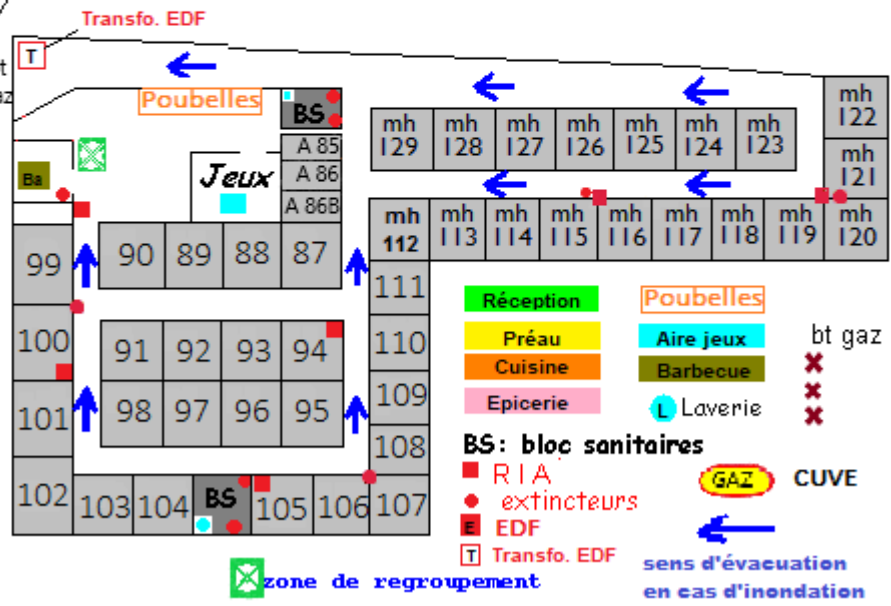 Transfo. EDF
T
t
az
Poubelles
BS
A 85
A 86
A 86B
Jeux
Ba
mh 122
mh 121
mh 129 mh 128 mh 127 mh 126 mh 125 mh 124 mh 123
mh 112 mh 113 mh 114 mh 115 mh 116 mh 117 mh 118 mh 119 mh 120
99 90 89 88 87
111
100 91 92 93 94 110
101 98 97 96 95 109
108
102 103 104 BS 105 106 107
Réception
Préau
Cuisine
Epicerie
Poubelles
Aire jeux
Barbecue
L Laverie
bt gaz
BS: bloc sanitaires
R I A
extincteurs
E EDF
T Transfo. EDF
GAZ CUVE
sens d'évacuation
en cas d'inondation
zone de regroupement